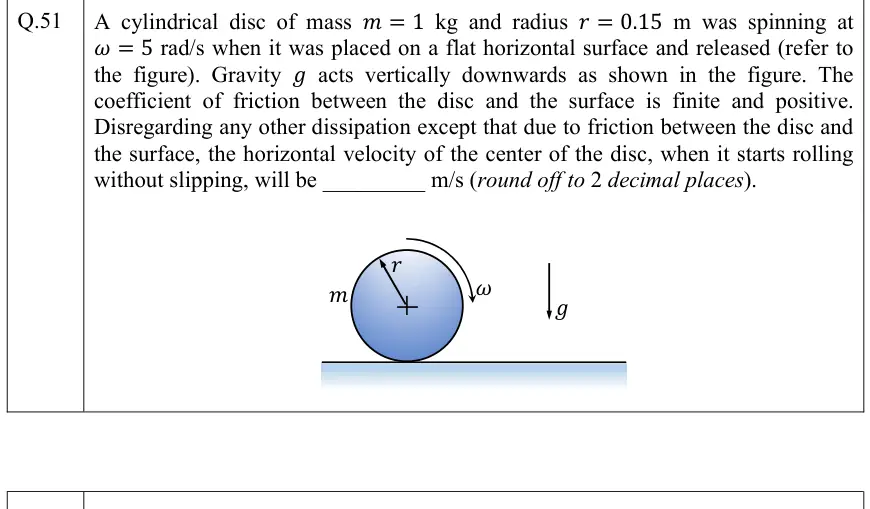 Q.51 A cylindrical disc of mass m = 1 kg and radius r = 0.15 m was spinning at
ω = 5 rad/s when it was placed on a flat horizontal surface and released (refer to
the figure). Gravity g acts vertically downwards as shown in the figure. The
coefficient of friction between the disc and the surface is finite and positive.
Disregarding any other dissipation except that due to friction between the disc and
the surface, the horizontal velocity of the center of the disc, when it starts rolling
without slipping, will be _________ m/s (round off to 2 decimal places).
r
m
ω
g